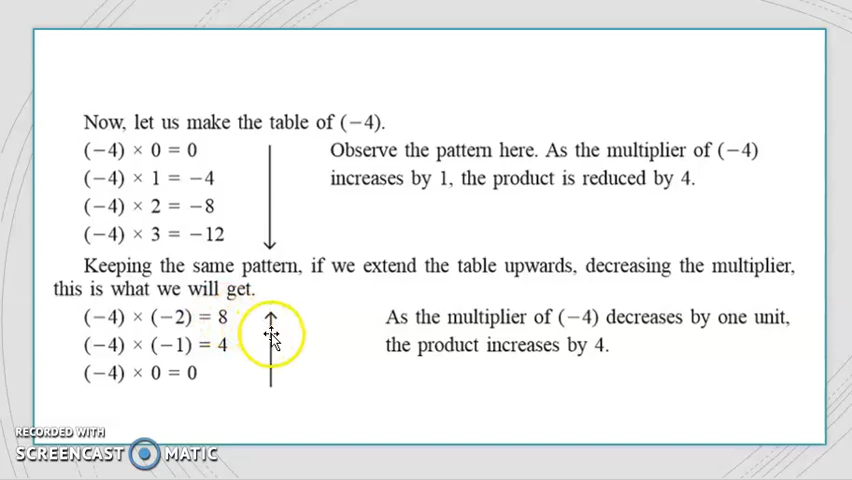 Now, let us make the table of (−4).
(−4) × 0 = 0
(−4) × 1 = −4
(−4) × 2 = −8
(−4) × 3 = −12
Observe the pattern here. As the multiplier of (−4)
increases by 1, the product is reduced by 4.
Keeping the same pattern, if we extend the table upwards, decreasing the multiplier,
this is what we will get.
(−4) × (−2) = 8
(−4) × (−1) = 4
(−4) × 0 = 0
As the multiplier of (−4) decreases by one unit,
the product increases by 4.
RECORDED WITH
SCREENCAST MATIC